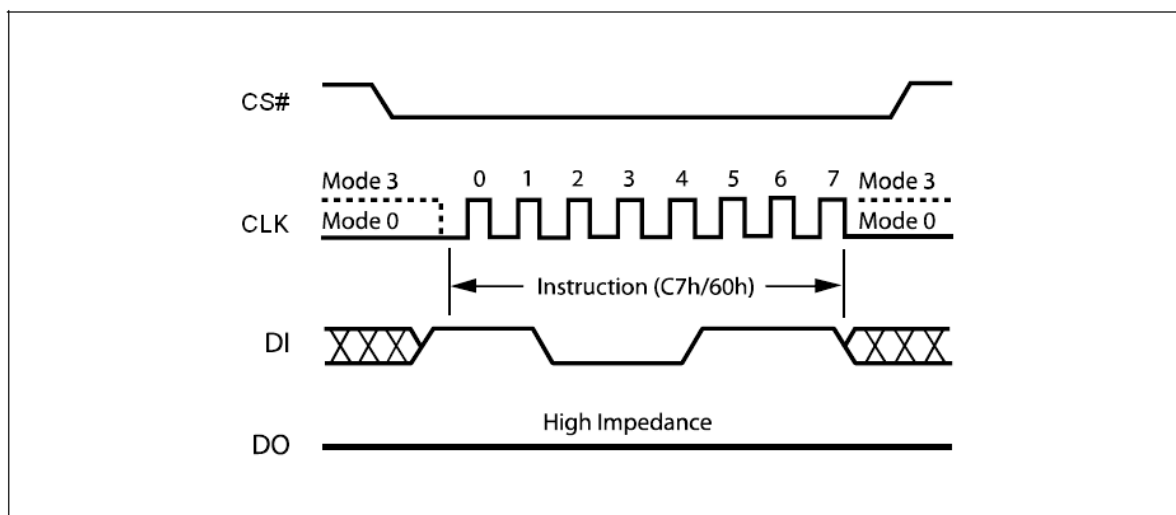 CS#
Mode 3 0 1 2 3 4 5 6 7 Mode 3
CLK Mode 0 Mode 0
Instruction (C7h/60h)
DI
High Impedance
DO